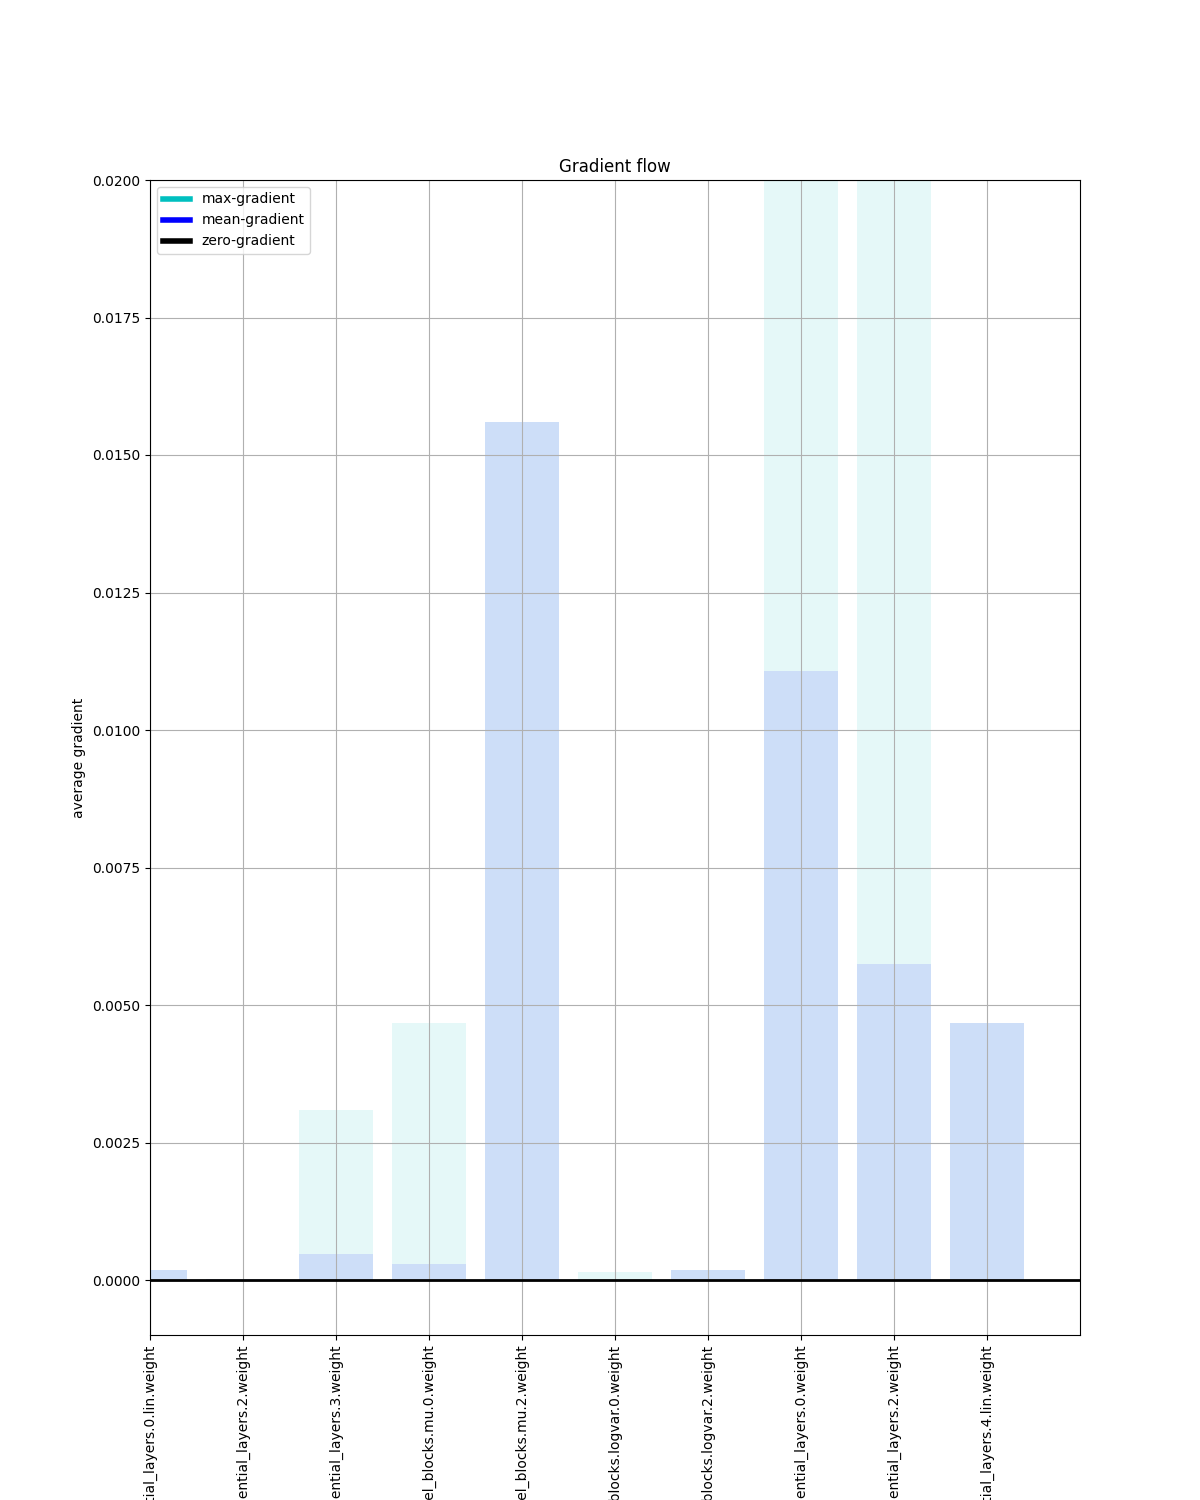 Gradient flow
max-gradient
mean-gradient
zero-gradient
average gradient
0.0200
0.0175
0.0150
0.0125
0.0100
0.0075
0.0050
0.0025
0.0000
tial_layers.0.lin.weight
ential_layers.2.weight
ential_layers.3.weight
el_blocks.mu.0.weight
el_blocks.mu.2.weight
blocks.logvar.0.weight
blocks.logvar.2.weight
ential_layers.0.weight
ential_layers.2.weight
tial_layers.4.lin.weight